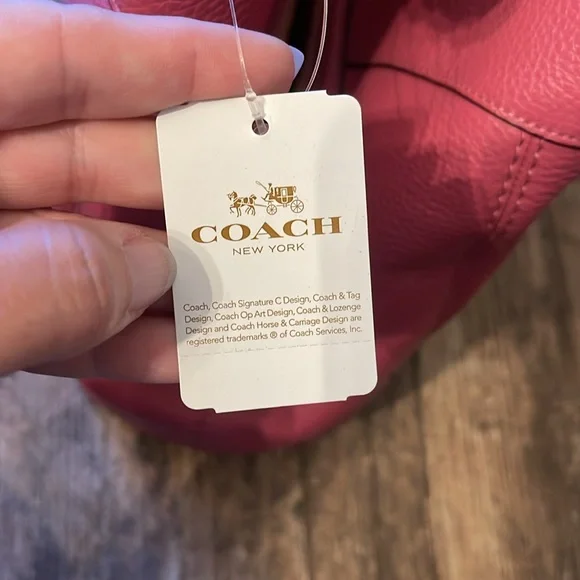 COACH
NEW YORK
Coach, Coach Signature C Design, Coach & Tag
Design, Coach Op Art Design, Coach & Lozenge
Design and Coach Horse & Carriage Design are
registered trademarks ® of Coach Services, Inc.